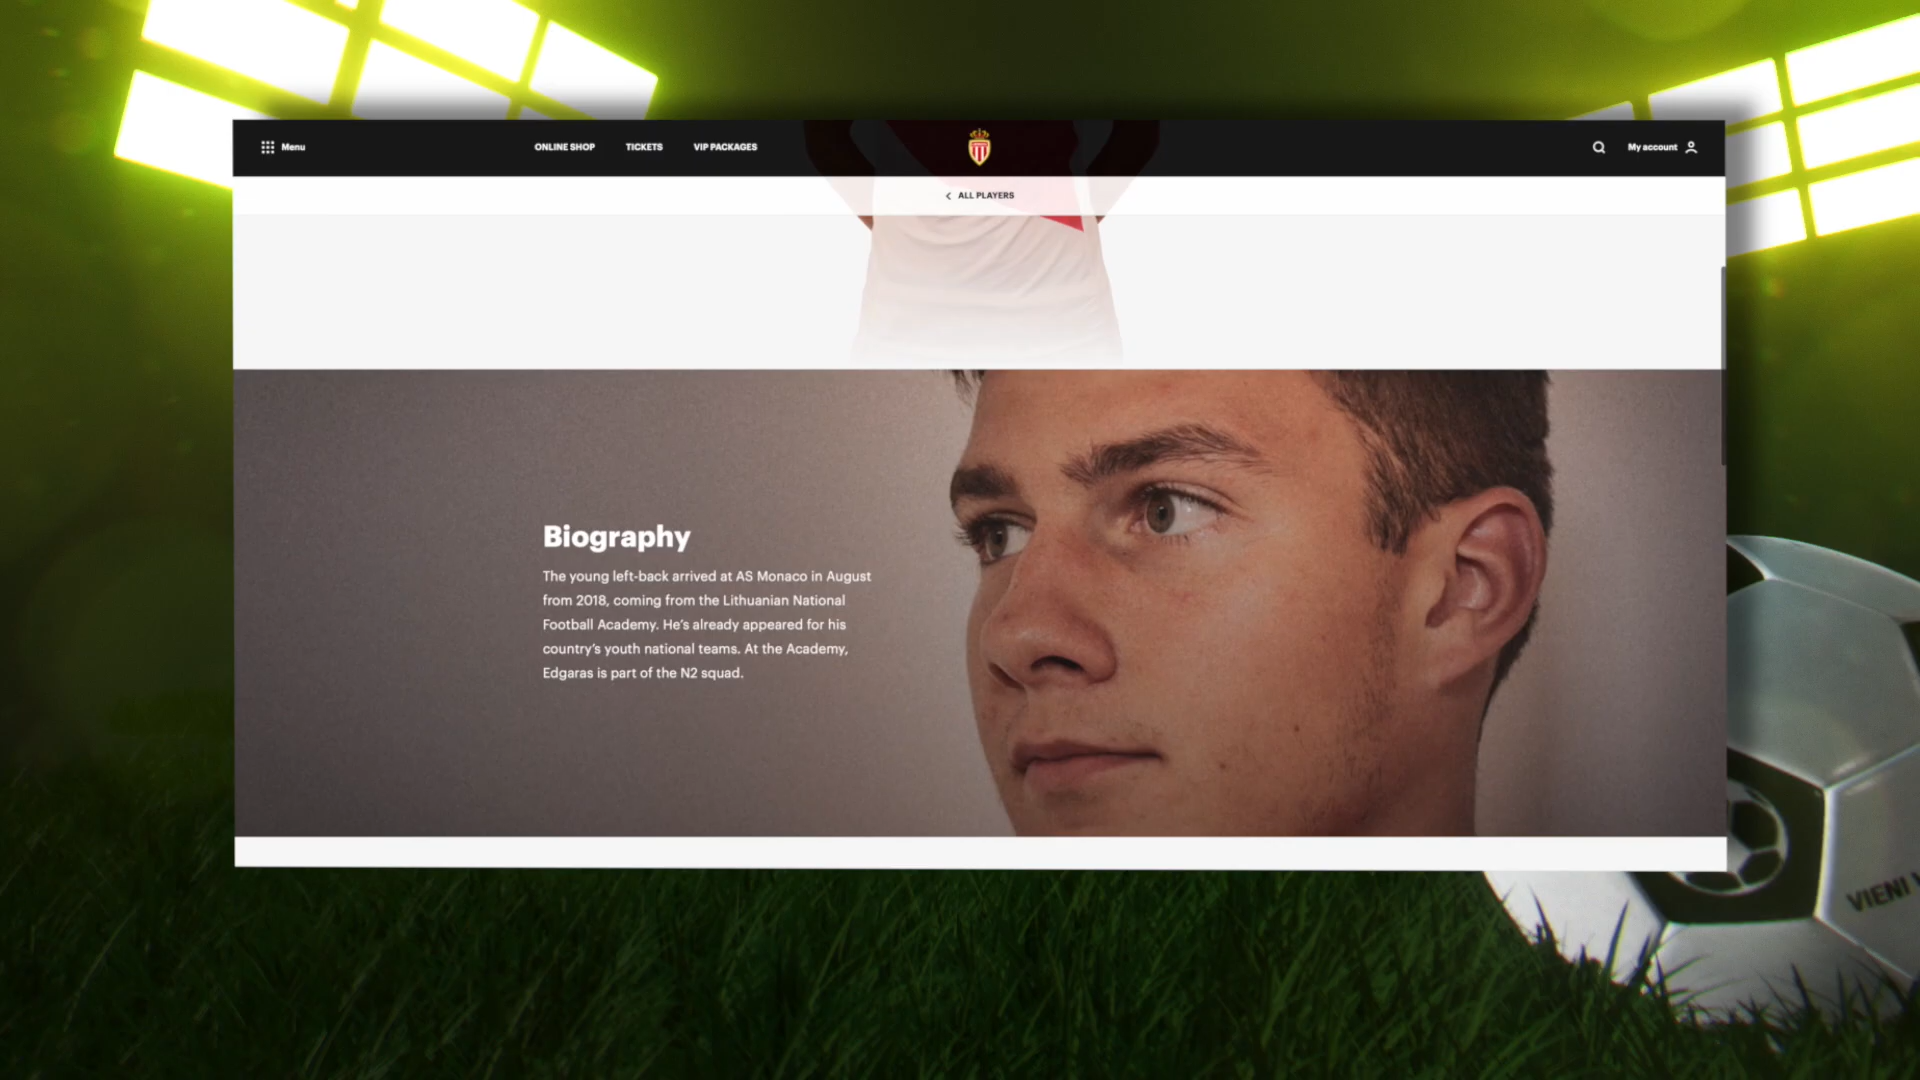 Menu
ONLINE SHOP
TICKETS
VIP PACKAGES
My account
ALL PLAYERS
Biography
The young left-back arrived at AS Monaco in August
from 2018, coming from the Lithuanian National
Football Academy. He's already appeared for his
country's youth national teams. At the Academy,
Edgaras is part of the N2 squad.
VIENI